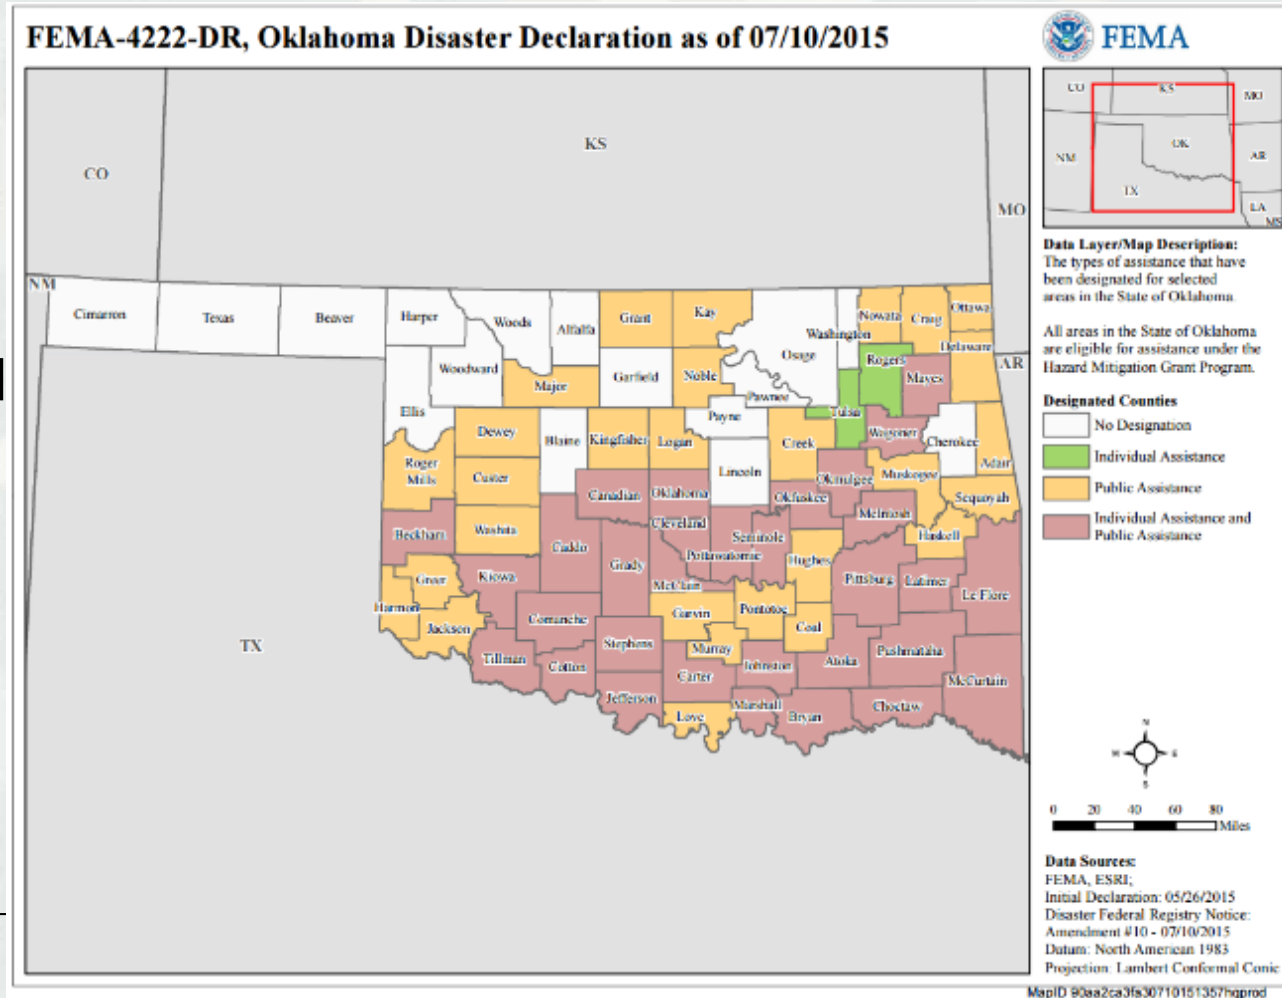 FEMA-4222-DR, Oklahoma Disaster Declaration as of 07/10/2015
FEMA
CO
KS
MO
NM
AR
TX
Cimarron
Texas
Beaver
Harper
Woods
Alfalfa
Grant
Kay
Osage
Washington
Nowata
Craig
Ottawa
Delaware
Rogers
Mayes
Woodward
Major
Garfield
Noble
Pawnee
Ellis
Payne
Tulsa
Wagoner
Cherokee
Adair
Dewey
Blaine
Kingfisher
Logan
Creek
Lincoln
Roger
Mills
Custer
Okmulgee
Muskogee
Sequoyah
Canadian
Oklahoma
Okfuskee
McIntosh
Haskell
Beckham
Washita
Caddo
Cleveland
Seminole
Pottawatomie
Hughes
Grady
Pittsburg
Latimer
Le Flore
Greer
Kiowa
McClain
Harmon
Jackson
Comanche
Garvin
Pontotoc
Coal
Tillman
Cotton
Stephens
Murray
Johnston
Atoka
Pushmataha
McCurtain
Carter
Jefferson
Love
Marshall
Bryan
Choctaw
CO
KS
MO
NM
OK
AR
TX
LA
MS
Data Layer/Map Description:
The types of assistance that have
been designated for selected
areas in the State of Oklahoma.
All areas in the State of Oklahoma
are eligible for assistance under the
Hazard Mitigation Grant Program.
Designated Counties
No Designation
Individual Assistance
Public Assistance
Individual Assistance and
Public Assistance
N
W
E
S
0 20 40 60 80
Miles
Data Sources:
FEMA, ESRI;
Initial Declaration: 05/26/2015
Disaster Federal Registry Notice:
Amendment #10 - 07/10/2015
Datum: North American 1983
Projection: Lambert Conformal Conic
MapID 90aa2ca3fa30710151357hqprod